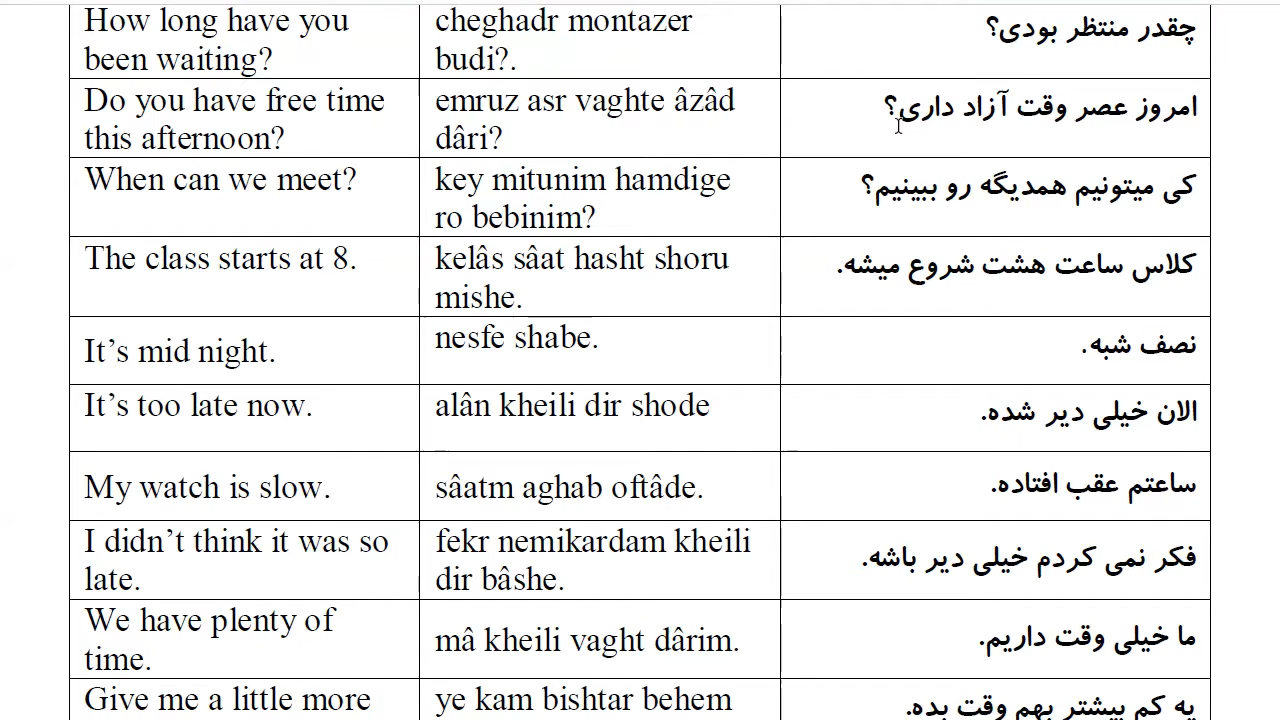 How long have you
been waiting?
cheghadr montazer
budi?.
چقدر منتظر بودی؟
Do you have free time
this afternoon?
emruz asr vaghte âzâd
dâri?
امروز عصر وقت آزاد داری؟
When can we meet?
key mitunim hamdige
ro bebinim?
کی میتونیم همدیگه رو ببینیم؟
The class starts at 8.
kelâs sâat hasht shoru
mishe.
کلاس ساعت هشت شروع میشه.
It’s mid night.
nesfe shabe.
نصف شبه.
It’s too late now.
alân kheili dir shode
الان خیلی دیر شده.
My watch is slow.
sâatm aghab oftâde.
ساعتم عقب افتاده.
I didn’t think it was so
late.
fekr nemikardam kheili
dir bâshe.
فکر نمی کردم خیلی دیر باشه.
We have plenty of
time.
mâ kheili vaght dârim.
ما خیلی وقت داریم.
Give me a little more
ye kam bishtar behem
یه کم بیشتر بهم وقت بده.